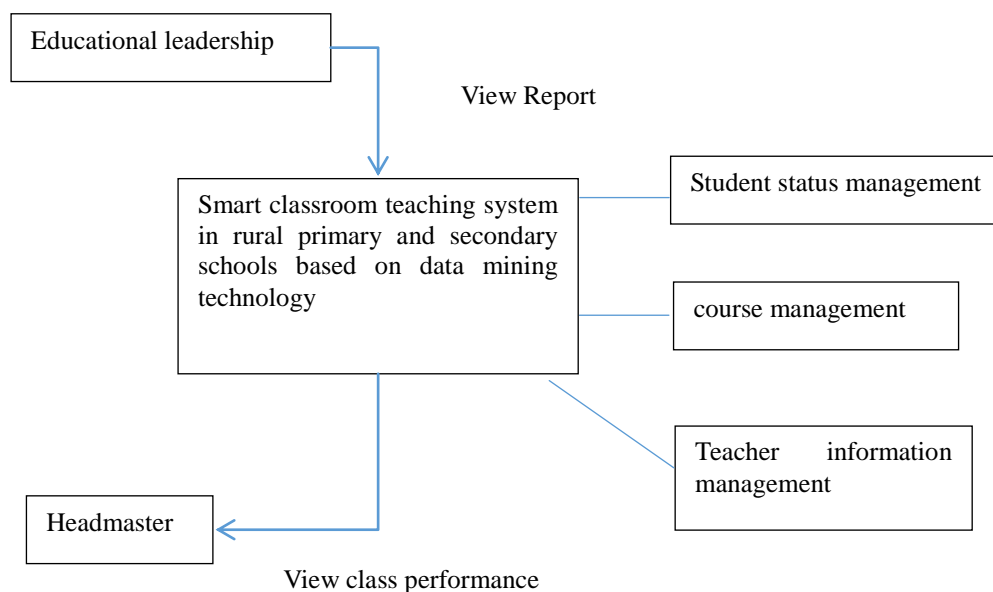 Educational leadership
View Report
Smart classroom teaching system
in rural primary and secondary
schools based on data mining
technology
Student status management
course management
Teacher information
management
Headmaster
View class performance